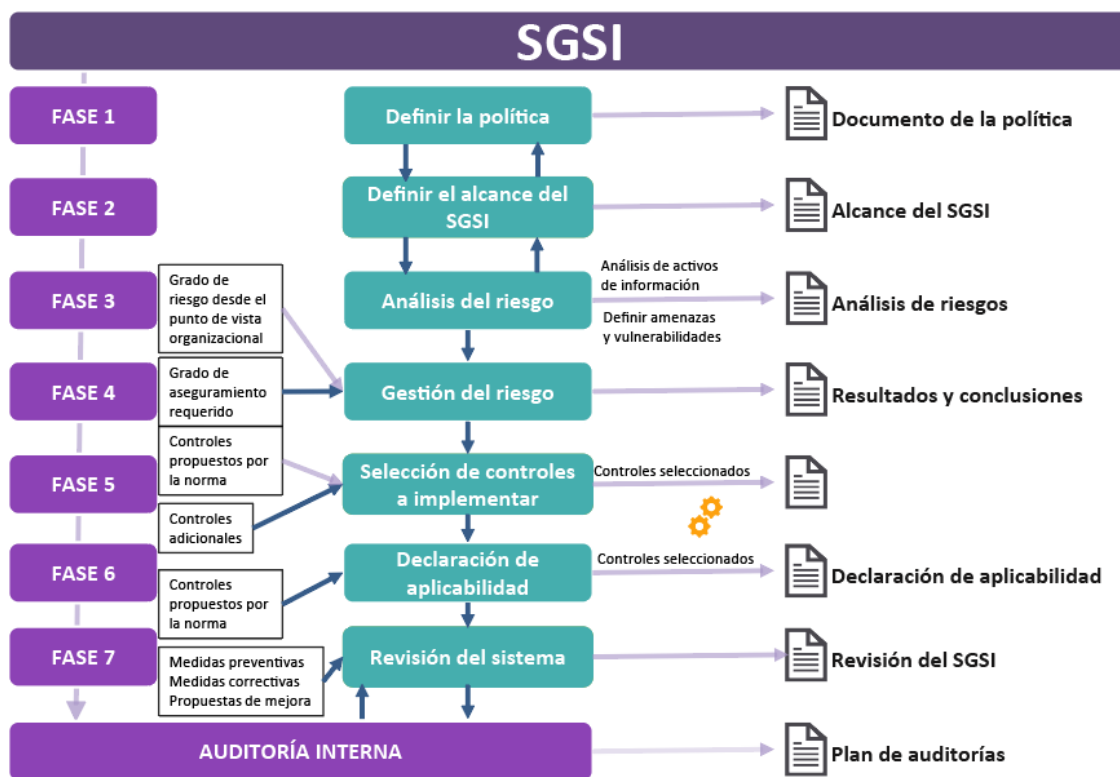 SGSI
FASE 1
Definir la política
Documento de la política
FASE 2
Definir el alcance del
SGSI
Alcance del SGSI
FASE 3
Grado de
riesgo desde el
punto de vista
organizacional
Análisis del riesgo
Análisis de activos
de información
Definir amenazas
y vulnerabilidades
Análisis de riesgos
FASE 4
Grado de
aseguramiento
requerido
Gestión del riesgo
Resultados y conclusiones
FASE 5
Controles
propuestos por
la norma
Controles
adicionales
Selección de controles
a implementar
Controles seleccionados
FASE 6
Controles
propuestos por
la norma
Declaración de
aplicabilidad
Controles seleccionados
Declaración de aplicabilidad
FASE 7
Medidas preventivas
Medidas correctivas
Propuestas de mejora
Revisión del sistema
Revisión del SGSI
AUDITORÍA INTERNA
Plan de auditorías